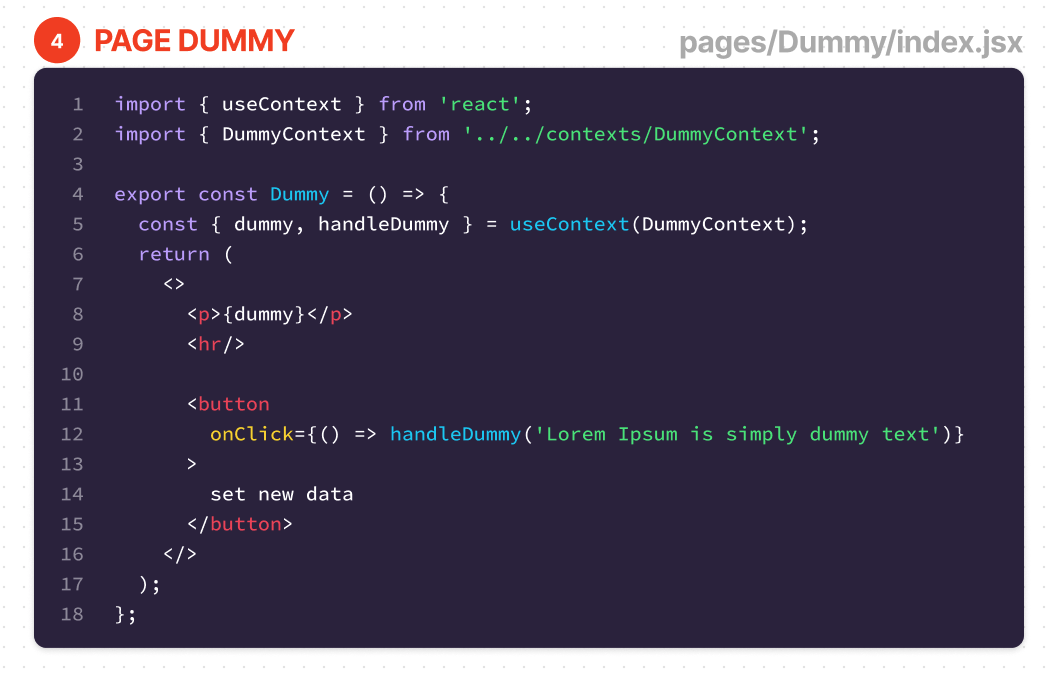 4 PAGE DUMMY pages/Dummy/index.jsx
1 import { useContext } from 'react';
2 import { DummyContext } from '../../contexts/DummyContext';
3
4 export const Dummy = () => {
5   const { dummy, handleDummy } = useContext(DummyContext);
6   return (
7     <>
8       <p>{dummy}</p>
9       <hr/>
10
11       <button
12         onClick={() => handleDummy('Lorem Ipsum is simply dummy text')}
13       >
14         set new data
15       </button>
16     </>
17   );
18 };